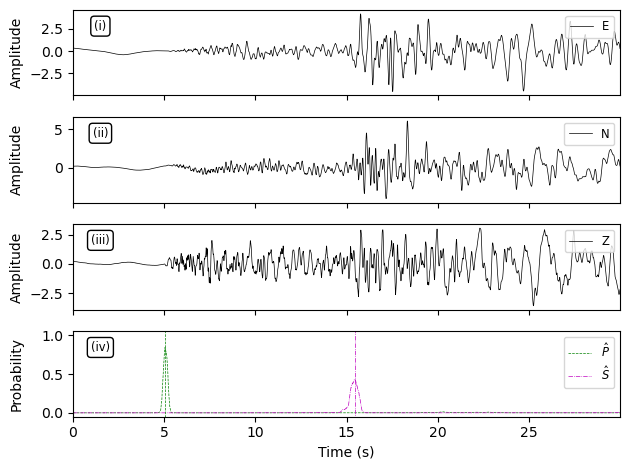 (i)
E
Amplitude
2.5
0.0
−2.5
(ii)
N
Amplitude
5
0
(iii)
Z
Amplitude
2.5
0.0
−2.5
(iv)
P̂
Ŝ
Probability
1.0
0.5
0.0
0 5 10 15 20 25
Time (s)